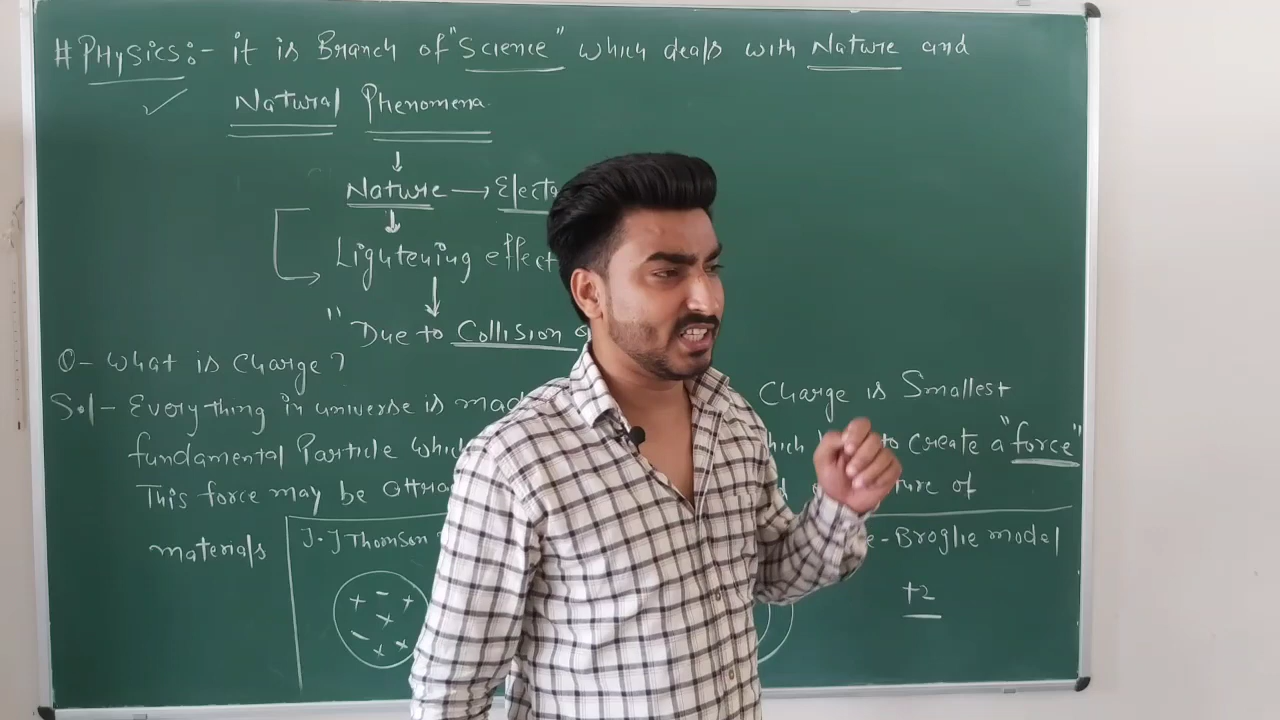 # PHYSICS:- it is Branch of "Science" which deals with Nature and
Natural Phenomena.
Nature → Electr
Lightening effect
" Due to Collision o
Q- What is Charge?
Sol- Everything in universe is mad Charge is Smallest
fundamental Particle Which to create a "force"
This force may be Attra of
materials
J.J Thomson e-Broglie model
+ - +
-
× ×
+2